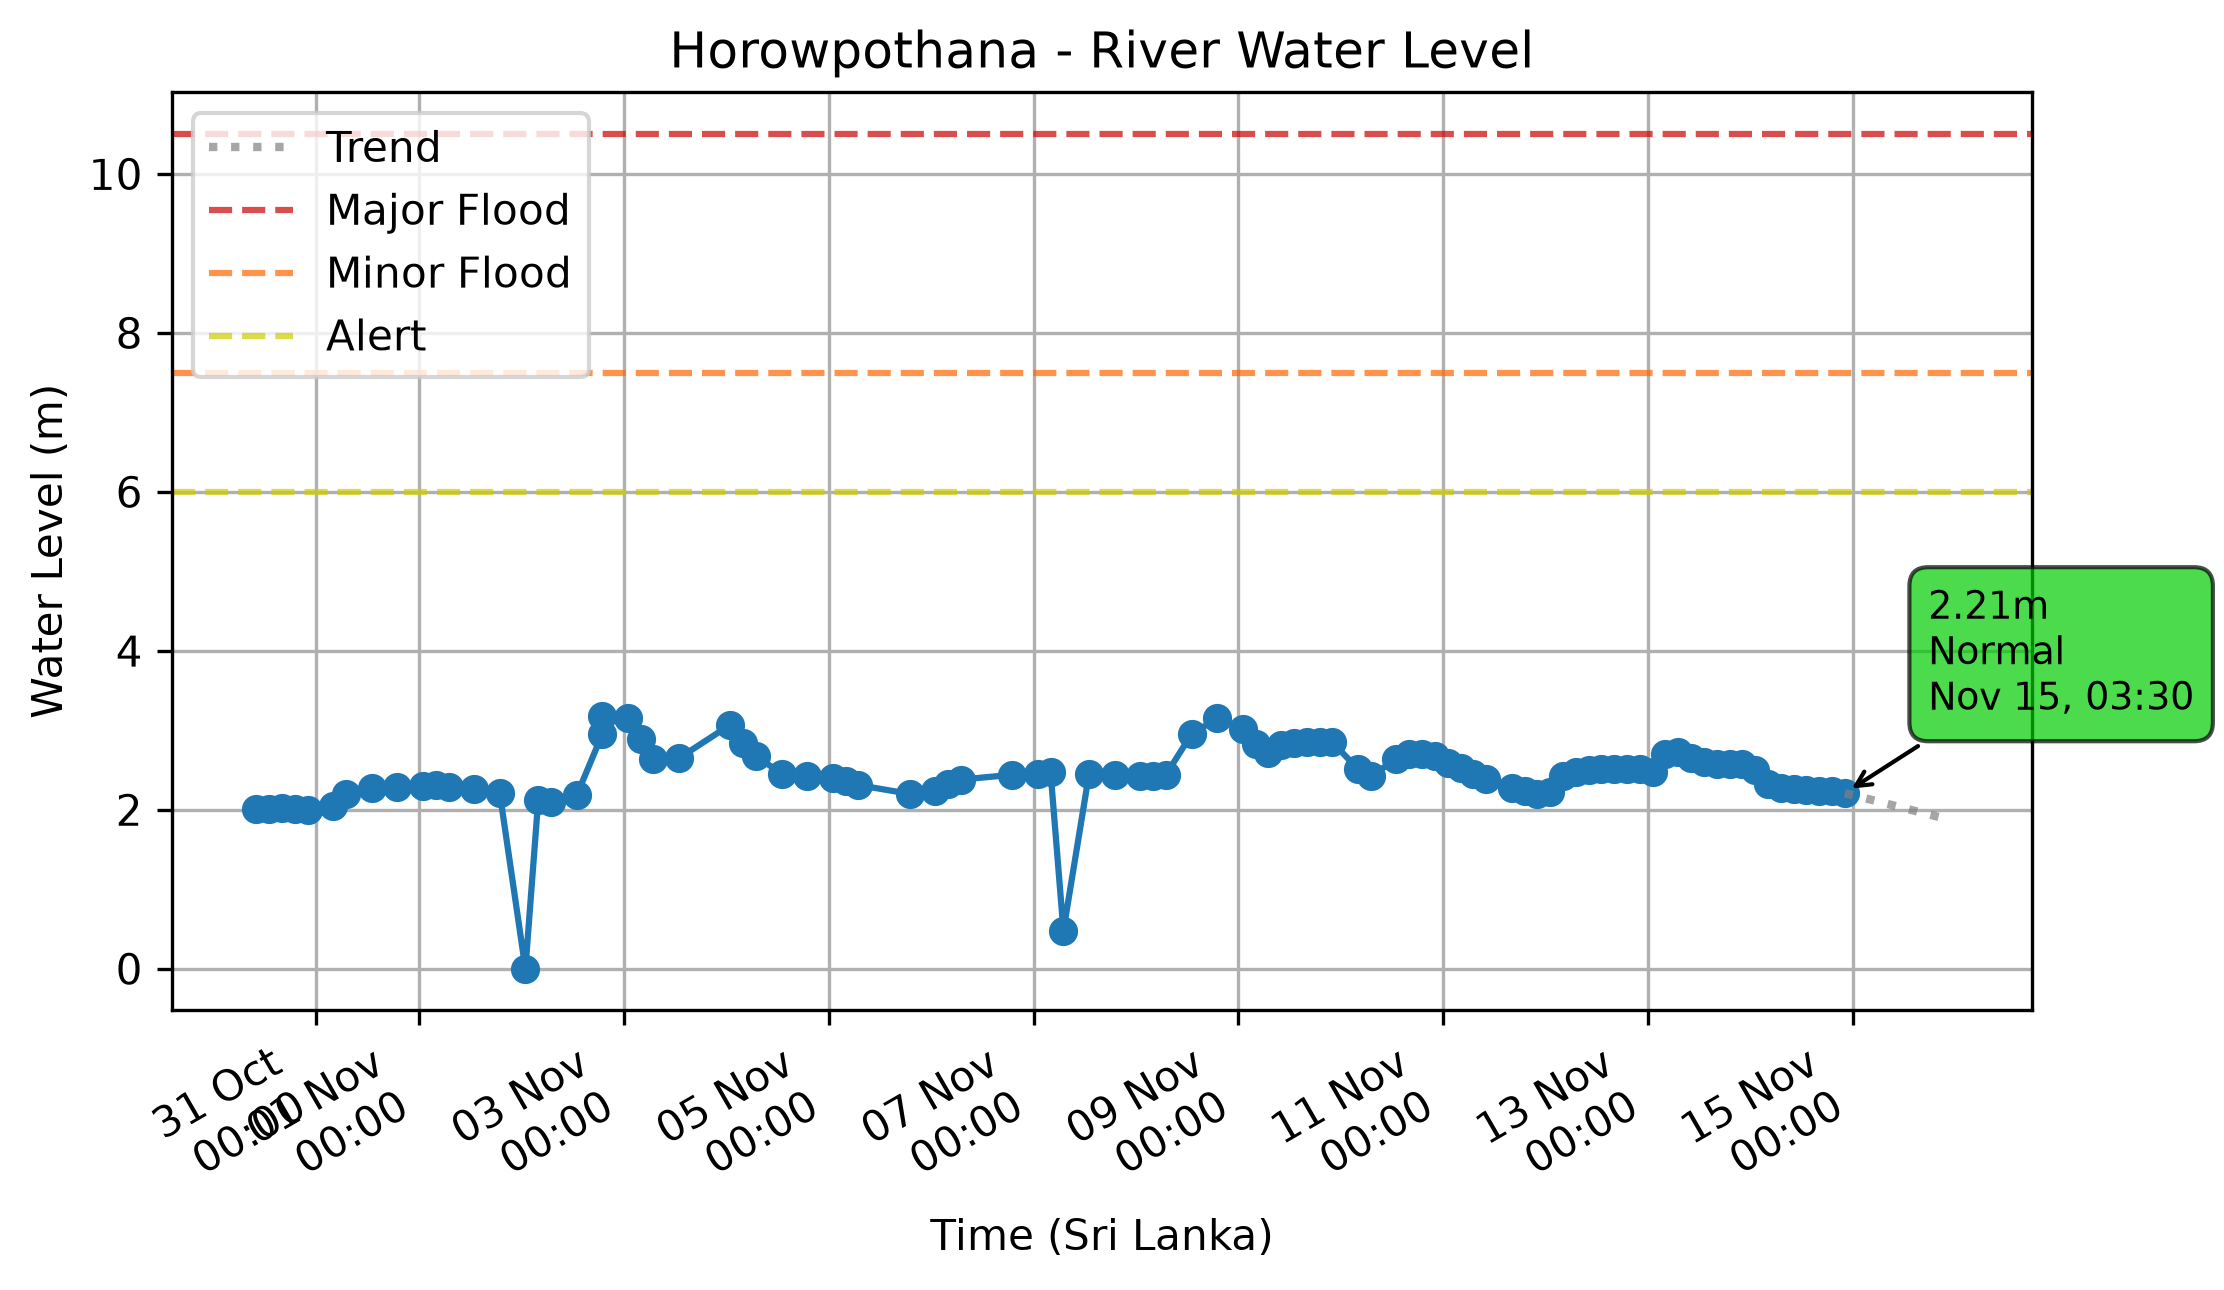 Horowpothana - River Water Level
Trend
Major Flood
Minor Flood
Alert
10
8
6
4
2
0
Water Level (m)
2.21m
Normal
Nov 15, 03:30
31 Oct
00:00
01 Nov
00:00
03 Nov
00:00
05 Nov
00:00
07 Nov
00:00
09 Nov
00:00
11 Nov
00:00
13 Nov
00:00
15 Nov
00:00
Time (Sri Lanka)